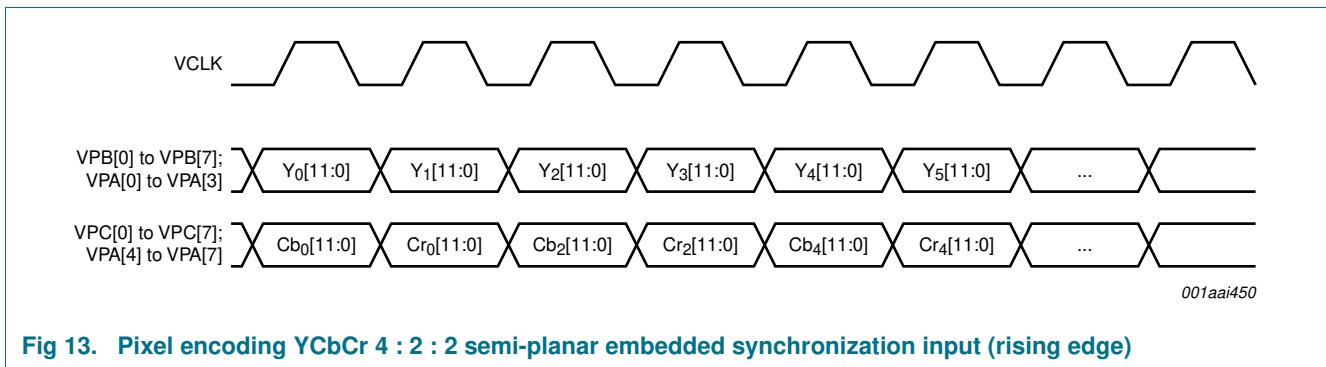 VCLK
VPB[0] to VPB[7];
VPA[0] to VPA[3]
Y0[11:0] Y1[11:0] Y2[11:0] Y3[11:0] Y4[11:0] Y5[11:0] ...
VPC[0] to VPC[7];
VPA[4] to VPA[7]
Cb0[11:0] Cr0[11:0] Cb2[11:0] Cr2[11:0] Cb4[11:0] Cr4[11:0] ...
001aai450
Fig 13. Pixel encoding YCbCr 4 : 2 : 2 semi-planar embedded synchronization input (rising edge)